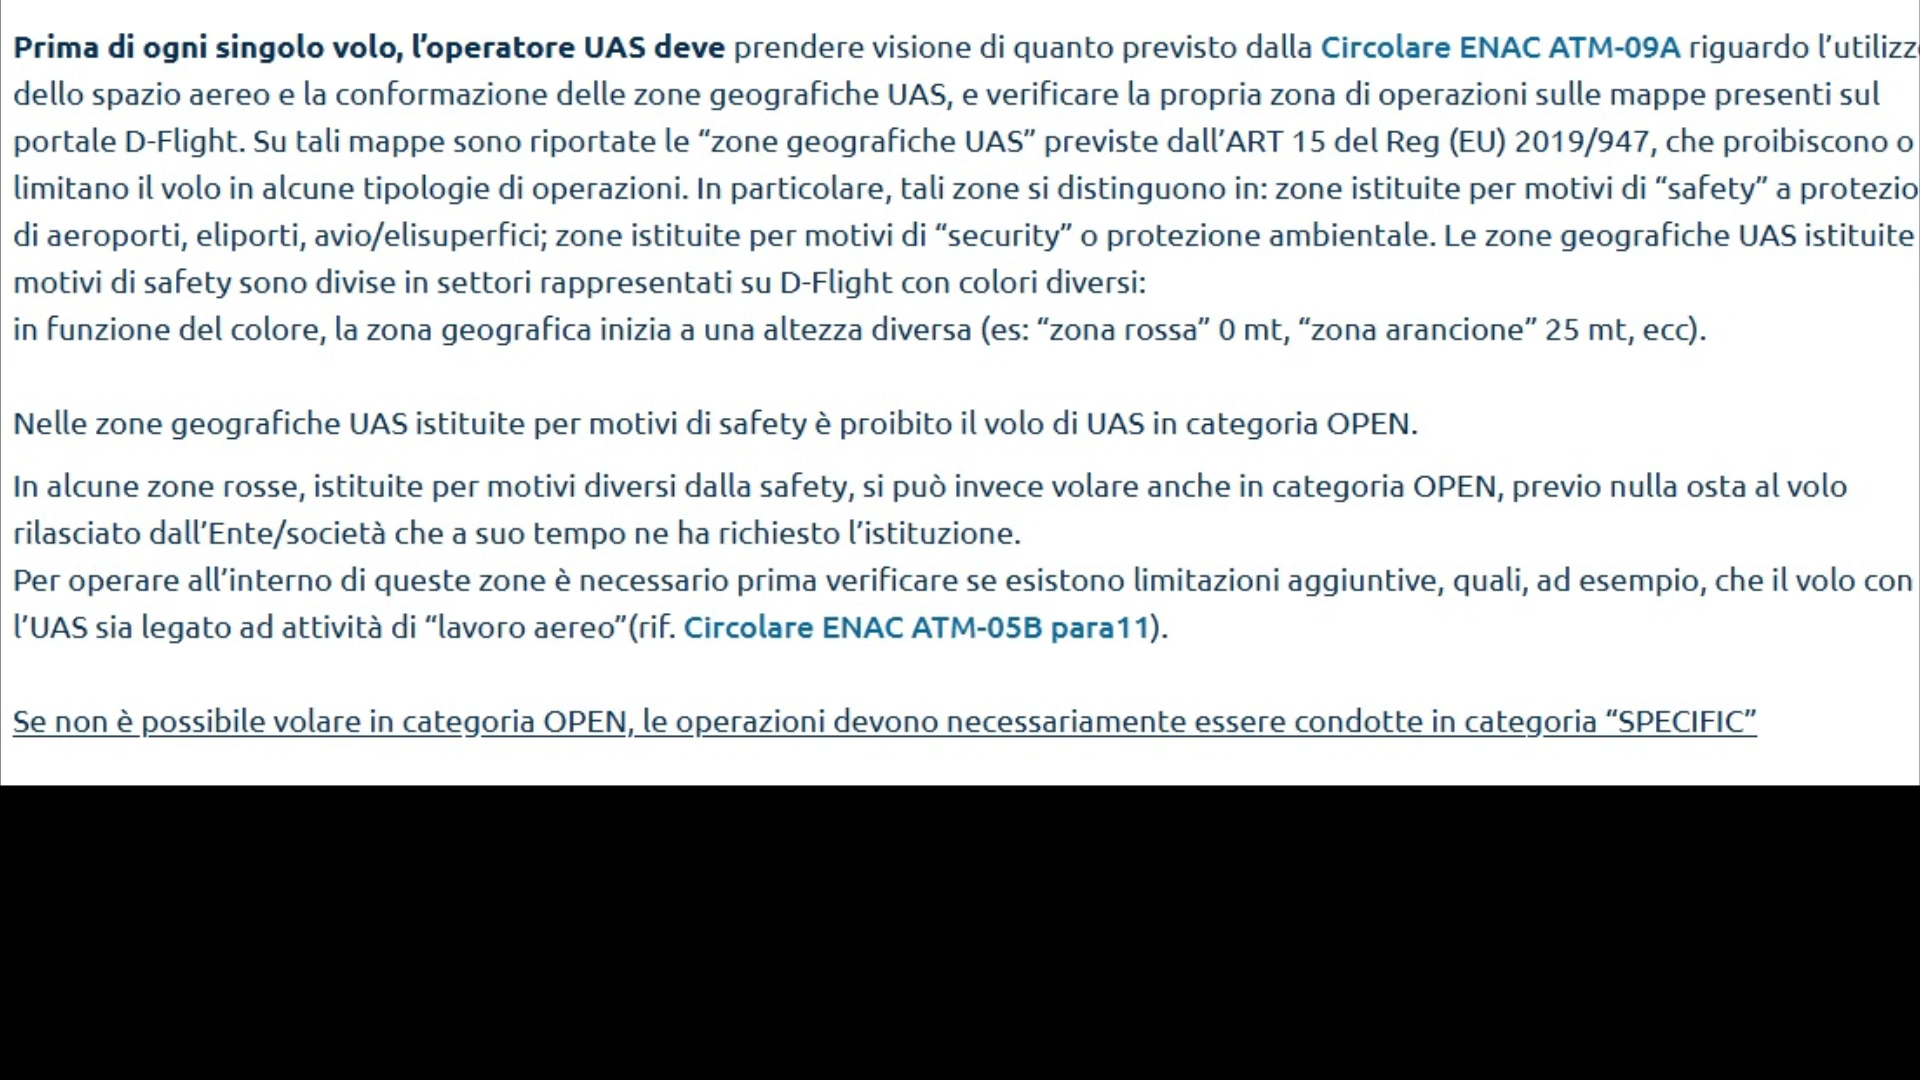 Prima di ogni singolo volo, l’operatore UAS deve prendere visione di quanto previsto dalla Circolare ENAC ATM-09A riguardo l’utilizz
dello spazio aereo e la conformazione delle zone geografiche UAS, e verificare la propria zona di operazioni sulle mappe presenti sul
portale D-Flight. Su tali mappe sono riportate le “zone geografiche UAS” previste dall’ART 15 del Reg (EU) 2019/947, che proibiscono o
limitano il volo in alcune tipologie di operazioni. In particolare, tali zone si distinguono in: zone istituite per motivi di “safety” a protezio
di aeroporti, eliporti, avio/elisuperfici; zone istituite per motivi di “security” o protezione ambientale. Le zone geografiche UAS istituite
motivi di safety sono divise in settori rappresentati su D-Flight con colori diversi:
in funzione del colore, la zona geografica inizia a una altezza diversa (es: “zona rossa” 0 mt, “zona arancione” 25 mt, ecc).
Nelle zone geografiche UAS istituite per motivi di safety è proibito il volo di UAS in categoria OPEN.
In alcune zone rosse, istituite per motivi diversi dalla safety, si può invece volare anche in categoria OPEN, previo nulla osta al volo
rilasciato dall’Ente/società che a suo tempo ne ha richiesto l’istituzione.
Per operare all’interno di queste zone è necessario prima verificare se esistono limitazioni aggiuntive, quali, ad esempio, che il volo con
l’UAS sia legato ad attività di “lavoro aereo”(rif. Circolare ENAC ATM-05B para11).
Se non è possibile volare in categoria OPEN, le operazioni devono necessariamente essere condotte in categoria “SPECIFIC”